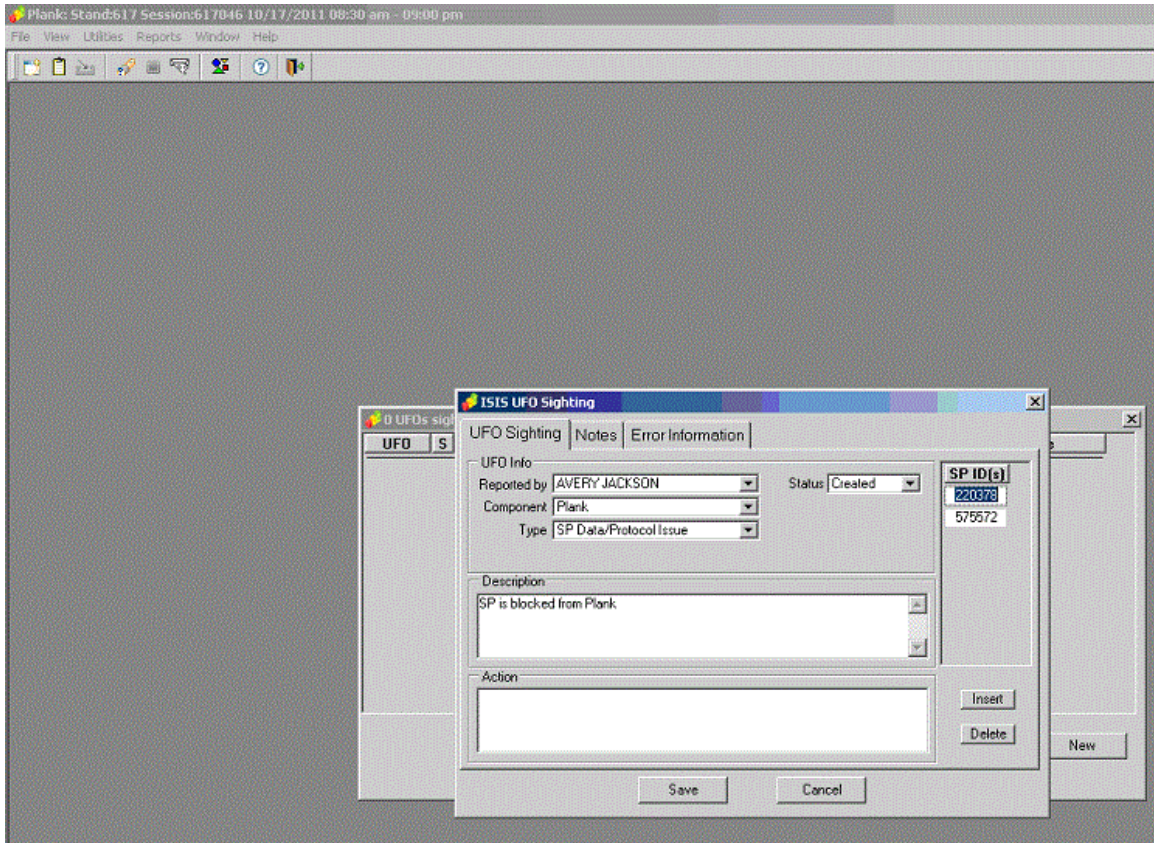 Plank: Stand:617 Session:617046 10/17/2011 08:30 am - 09:00 pm
File View Utilities Reports Window Help
0 UFOs sig
UFO S
ISIS UFO Sighting
UFO Sighting Notes Error Information
UFO Info
Reported by AVERY JACKSON Status Created
Component Plank
Type SP Data/Protocol Issue
SP ID(s)
220378
575572
Description
SP is blocked from Plank
Action
Insert
Delete
New
Save Cancel